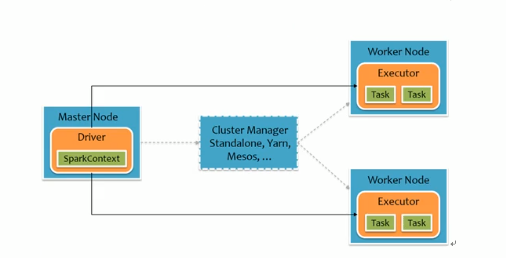 Master Node
Driver
SparkContext
Cluster Manager
Standalone, Yarn,
Mesos, ...
Worker Node
Executor
Task Task
Worker Node
Executor
Task Task